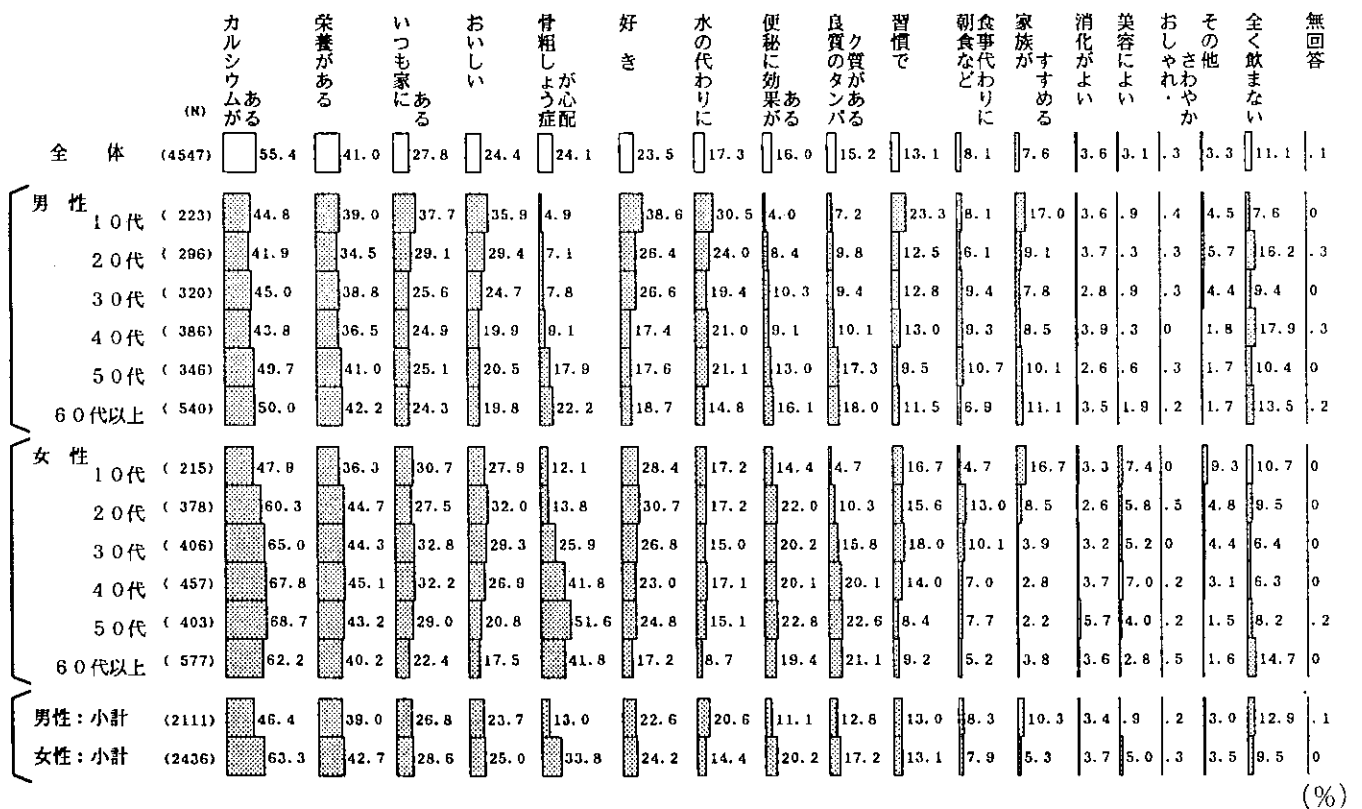 カルシウムがある
栄養がある
いつも家にある
おいしい
骨粗しょう症が心配
好き
水の代わりに
便秘に効果がある
良質のタンパク質がある
習慣で
朝食など食事代わりに
家族がすすめる
消化がよい
美容によい
おしゃれ・さわやか
その他
全く飲まない
無回答
(N)
全体 (4547) 55.4 41.0 27.8 24.4 24.1 23.5 17.3 16.0 15.2 13.1 8.1 7.6 3.6 3.1 .3 3.3 11.1 .1
男性
10代 (223) 44.8 39.0 37.7 35.9 4.9 38.6 30.5 4.0 7.2 23.3 8.1 17.0 3.6 .9 .4 4.5 7.6 0
20代 (296) 41.9 34.5 29.1 29.4 7.1 26.4 24.0 8.4 9.8 12.5 6.1 9.1 3.7 .3 .3 5.7 16.2 .3
30代 (320) 45.0 38.8 25.6 24.7 7.8 26.6 19.4 10.3 9.4 12.8 9.4 7.8 2.8 .9 .3 4.4 9.4 0
40代 (386) 43.8 36.5 24.9 19.9 9.1 17.4 21.0 9.1 10.1 13.0 9.3 8.5 3.9 .3 0 1.8 17.9 .3
50代 (346) 49.7 41.0 25.1 20.5 17.9 17.6 21.1 13.0 17.3 9.5 10.7 10.1 2.6 .6 .3 1.7 10.4 0
60代以上 (540) 50.0 42.2 24.3 19.8 22.2 18.7 14.8 16.1 18.0 11.5 6.9 11.1 3.5 1.9 .2 1.7 13.5 .2
女性
10代 (215) 47.9 36.3 30.7 27.9 12.1 28.4 17.2 14.4 4.7 16.7 4.7 16.7 3.3 7.4 0 9.3 10.7 0
20代 (378) 60.3 44.7 27.5 32.0 13.8 30.7 17.2 22.0 10.3 15.6 13.0 8.5 2.6 5.8 .5 4.8 9.5 0
30代 (406) 65.0 44.3 32.8 29.3 25.9 26.8 15.0 20.2 15.8 18.0 10.1 3.9 3.2 5.2 0 4.4 6.4 0
40代 (457) 67.8 45.1 32.2 26.9 41.8 23.0 17.1 20.1 20.1 14.0 7.0 2.8 3.7 7.0 .2 3.1 6.3 0
50代 (403) 68.7 43.2 29.0 20.8 51.6 24.8 15.1 22.8 22.6 8.4 7.7 2.2 5.7 4.0 .2 1.5 8.2 .2
60代以上 (577) 62.2 40.2 22.4 17.5 41.8 17.2 8.7 19.4 21.1 9.2 5.2 3.8 3.6 2.8 .5 1.6 14.7 0
男性：小計 (2111) 46.4 39.0 26.8 23.7 13.0 22.6 20.6 11.1 12.8 13.0 8.3 10.3 3.4 .9 .2 3.0 12.9 .1
女性：小計 (2436) 63.3 42.7 28.6 25.0 33.8 24.2 14.4 20.2 17.2 13.1 7.9 5.3 3.7 5.0 .3 3.5 9.5 0
(%)